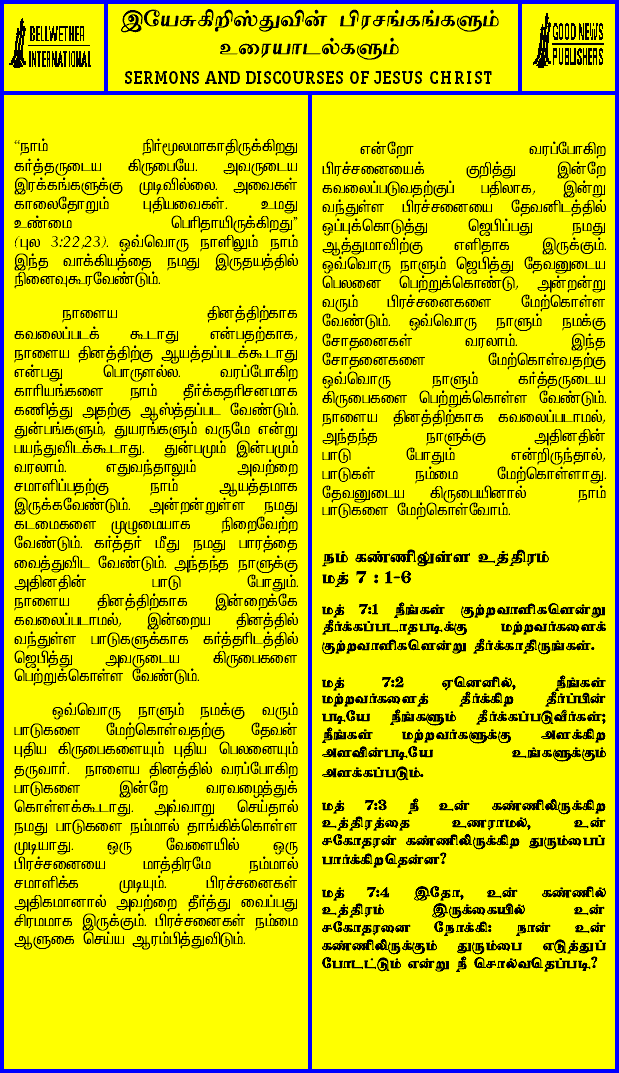 BELLWETHER
INTERNATIONAL
இயேசுகிறிஸ்துவின் பிரசங்கங்களும்
உரையாடல்களும்
SERMONS AND DISCOURSES OF JESUS CHRIST
GOOD NEWS
PUBLISHERS
“நாம் நிர்மூலமாகாதிருக்கிறது
கர்த்தருடைய கிருபையே. அவருடைய
இரக்கங்களுக்கு முடிவில்லை. அவைகள்
காலைதோறும் புதியவைகள். உமது
உண்மை பெரிதாயிருக்கிறது”
(புல 3:22,23). ஒவ்வொரு நாளிலும் நாம்
இந்த வாக்கியத்தை நமது இருதயத்தில்
நினைவுகூரவேண்டும்.
நாளைய தினத்திற்காக
கவலைப்படக் கூடாது என்பதற்காக,
நாளைய தினத்திற்கு ஆயத்தப்படக்கூடாது
என்பது பொருளல்ல. வரப்போகிற
காரியங்களை நாம் தீர்க்கதரிசனமாக
கணித்து அதற்கு ஆஸ்த்தப்பட வேண்டும்.
துன்பங்களும், துயரங்களும் வருமே என்று
பயந்துவிடக்கூடாது. துன்பமும் இன்பமும்
வரலாம். எதுவந்தாலும் அவற்றை
சமாளிப்பதற்கு நாம் ஆயத்தமாக
இருக்கவேண்டும். அன்றன்றுள்ள நமது
கடமைகளை முழுமையாக நிறைவேற்ற
வேண்டும். கர்த்தர் மீது நமது பாரத்தை
வைத்துவிட வேண்டும். அந்தந்த நாளுக்கு
அதினதின் பாடு போதும்.
நாளைய தினத்திற்காக இன்றைக்கே
கவலைப்படாமல், இன்றைய தினத்தில்
வந்துள்ள பாடுகளுக்காக கர்த்தரிடத்தில்
ஜெபித்து அவருடைய கிருபைகளை
பெற்றுக்கொள்ள வேண்டும்.
ஒவ்வொரு நாளும் நமக்கு வரும்
பாடுகளை மேற்கொள்வதற்கு தேவன்
புதிய கிருபைகளையும் புதிய பெலனையும்
தருவார். நாளைய தினத்தில் வரப்போகிற
பாடுகளை இன்றே வரவழைத்துக்
கொள்ளக்கூடாது. அவ்வாறு செய்தால்
நமது பாடுகளை நம்மால் தாங்கிக்கொள்ள
முடியாது. ஒரு வேளையில் ஒரு
பிரச்சனையை மாத்திரமே நம்மால்
சமாளிக்க முடியும். பிரச்சனைகள்
அதிகமானால் அவற்றை தீர்த்து வைப்பது
சிரமமாக இருக்கும். பிரச்சனைகள் நம்மை
ஆளுகை செய்ய ஆரம்பித்துவிடும்.
என்றோ வரப்போகிற
பிரச்சனையைக் குறித்து இன்றே
கவலைப்படுவதற்குப் பதிலாக, இன்று
வந்துள்ள பிரச்சனையை தேவனிடத்தில்
ஒப்புக்கொடுத்து ஜெபிப்பது நமது
ஆத்துமாவிற்கு எளிதாக இருக்கும்.
ஒவ்வொரு நாளும் ஜெபித்து தேவனுடைய
பெலனை பெற்றுக்கொண்டு, அன்றன்று
வரும் பிரச்சனைகளை மேற்கொள்ள
வேண்டும். ஒவ்வொரு நாளும் நமக்கு
சோதனைகள் வரலாம். இந்த
சோதனைகளை மேற்கொள்வதற்கு
ஒவ்வொரு நாளும் கர்த்தருடைய
கிருபைகளை பெற்றுக்கொள்ள வேண்டும்.
நாளைய தினத்திற்காக கவலைப்படாமல்,
அந்தந்த நாளுக்கு அதினதின்
பாடு போதும் என்றிருந்தால்,
பாடுகள் நம்மை மேற்கொள்ளாது.
தேவனுடைய கிருபையினால் நாம்
பாடுகளை மேற்கொள்வோம்.
நம் கண்ணிலுள்ள உத்திரம்
மத் 7 : 1-6
மத் 7:1 நீங்கள் குற்றவாளிகளென்று
தீர்க்கப்படாதபடிக்கு மற்றவர்களைக்
குற்றவாளிகளென்று தீர்க்காதிருங்கள்.
மத் 7:2 ஏனெனில், நீங்கள்
மற்றவர்களைத் தீர்க்கிற தீர்ப்பின்
படியே நீங்களும் தீர்க்கப்படுவீர்கள்;
நீங்கள் மற்றவர்களுக்கு அளக்கிற
அளவின்படியே உங்களுக்கும்
அளக்கப்படும்.
மத் 7:3 நீ உன் கண்ணிலிருக்கிற
உத்திரத்தை உணராமல், உன்
சகோதரன் கண்ணிலிருக்கிற துரும்பைப்
பார்க்கிறதென்ன?
மத் 7:4 இதோ, உன் கண்ணில்
உத்திரம் இருக்கையில் உன்
சகோதரனை நோக்கி: நான் உன்
கண்ணிலிருக்கும் துரும்பை எடுத்துப்
போடட்டும் என்று நீ சொல்வதெப்படி?